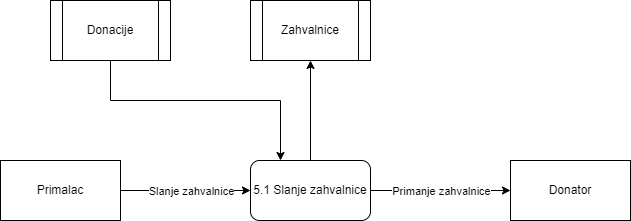 Donacije
Zahvalnice
Primalac
Slanje zahvalnice
5.1 Slanje zahvalnice
Primanje zahvalnice
Donator